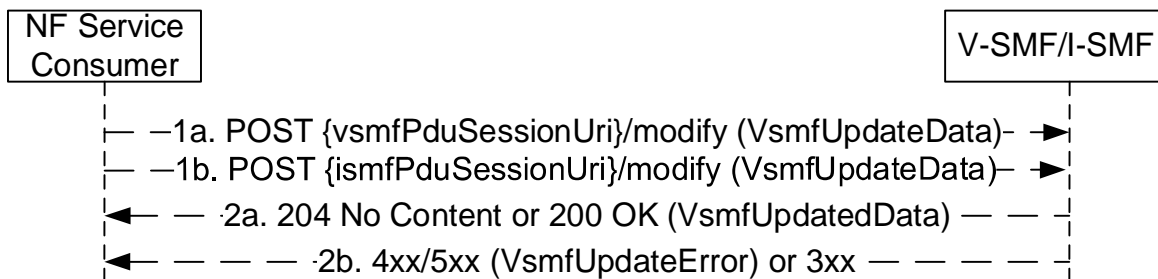 NF Service
Consumer
V-SMF/I-SMF
1a. POST {vsmfPduSessionUri}/modify (VsmfUpdateData)
1b. POST {ismfPduSessionUri}/modify (VsmfUpdateData)
2a. 204 No Content or 200 OK (VsmfUpdatedData)
2b. 4xx/5xx (VsmfUpdateError) or 3xx